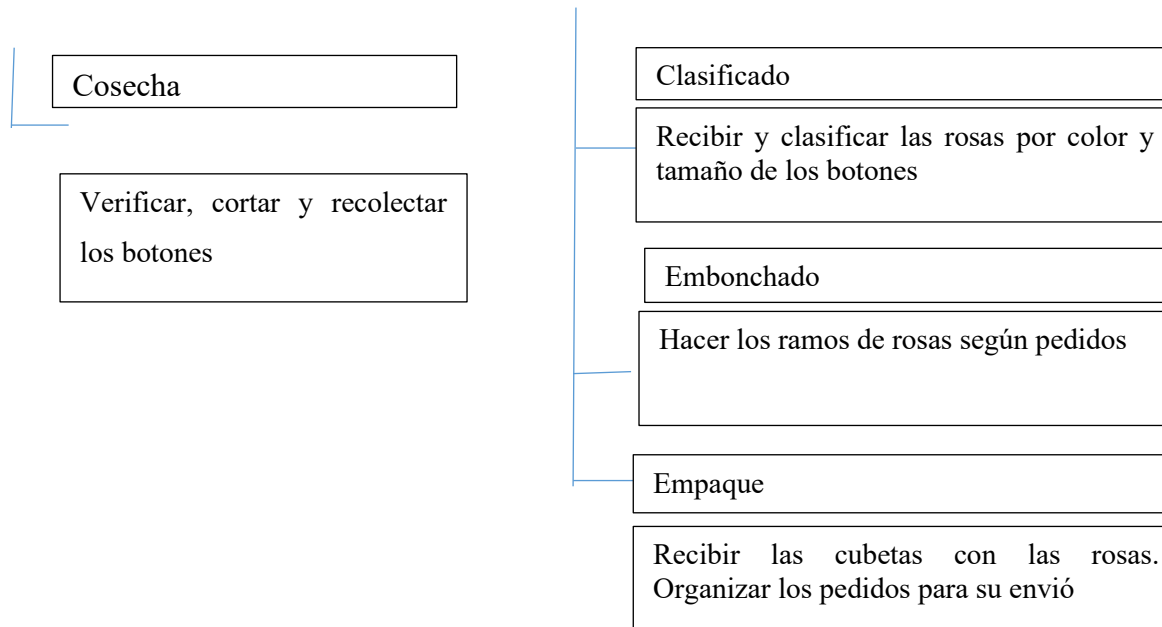 Cosecha
Verificar, cortar y recolectar
los botones
Clasificado
Recibir y clasificar las rosas por color y
tamaño de los botones
Embonchado
Hacer los ramos de rosas según pedidos
Empaque
Recibir las cubetas con las rosas.
Organizar los pedidos para su envió